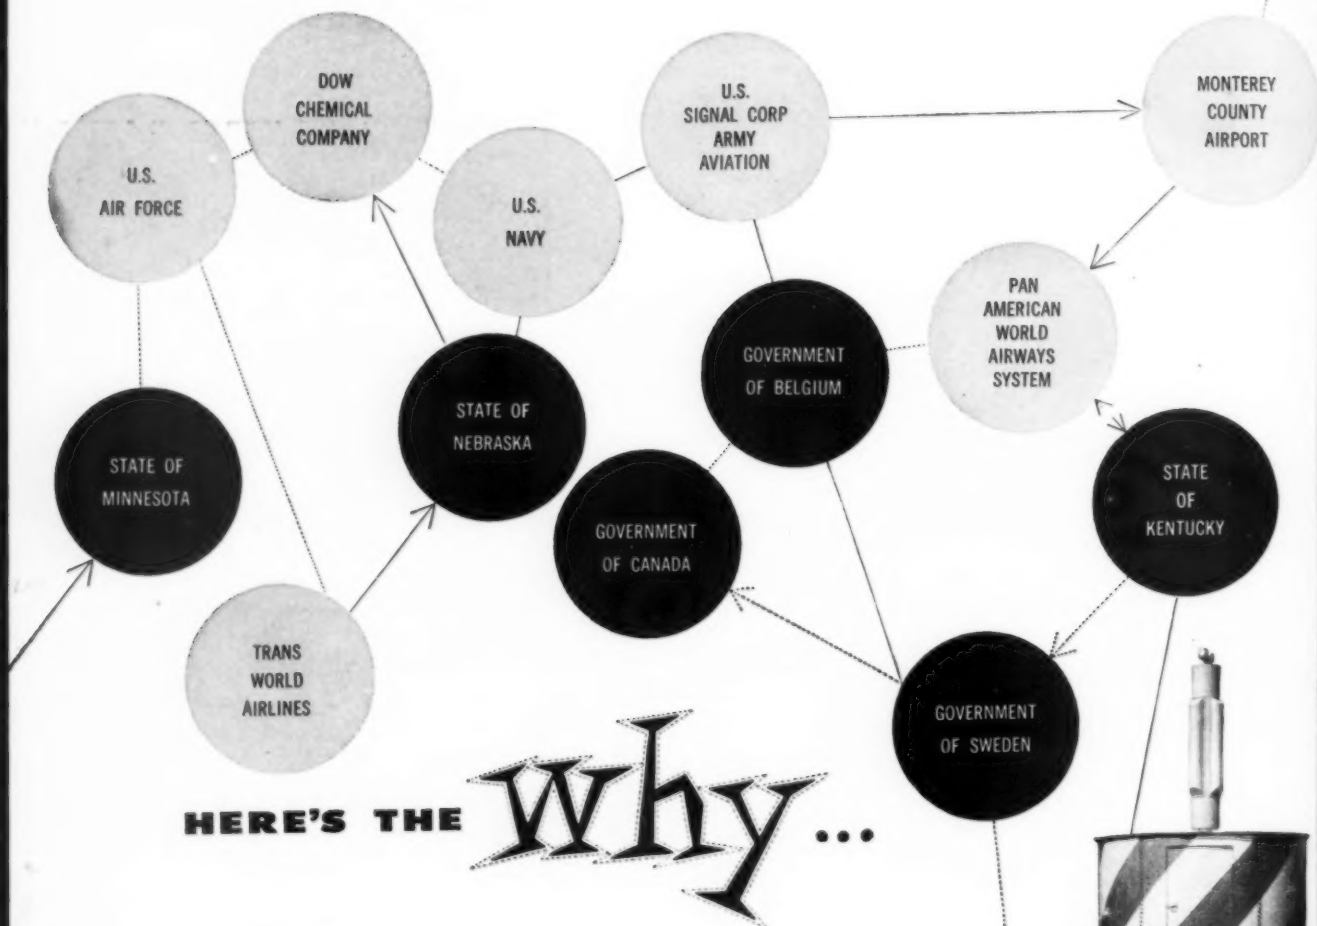 DOW
CHEMICAL
COMPANY
U.S.
SIGNAL CORP
ARMY
AVIATION
MONTEREY
COUNTY
AIRPORT
U.S.
AIR FORCE
U.S.
NAVY
PAN
AMERICAN
WORLD
AIRWAYS
SYSTEM
GOVERNMENT
OF BELGIUM
STATE OF
NEBRASKA
STATE OF
MINNESOTA
GOVERNMENT
OF CANADA
STATE
OF
KENTUCKY
TRANS
WORLD
AIRLINES
GOVERNMENT
OF SWEDEN
HERE'S THE Why...